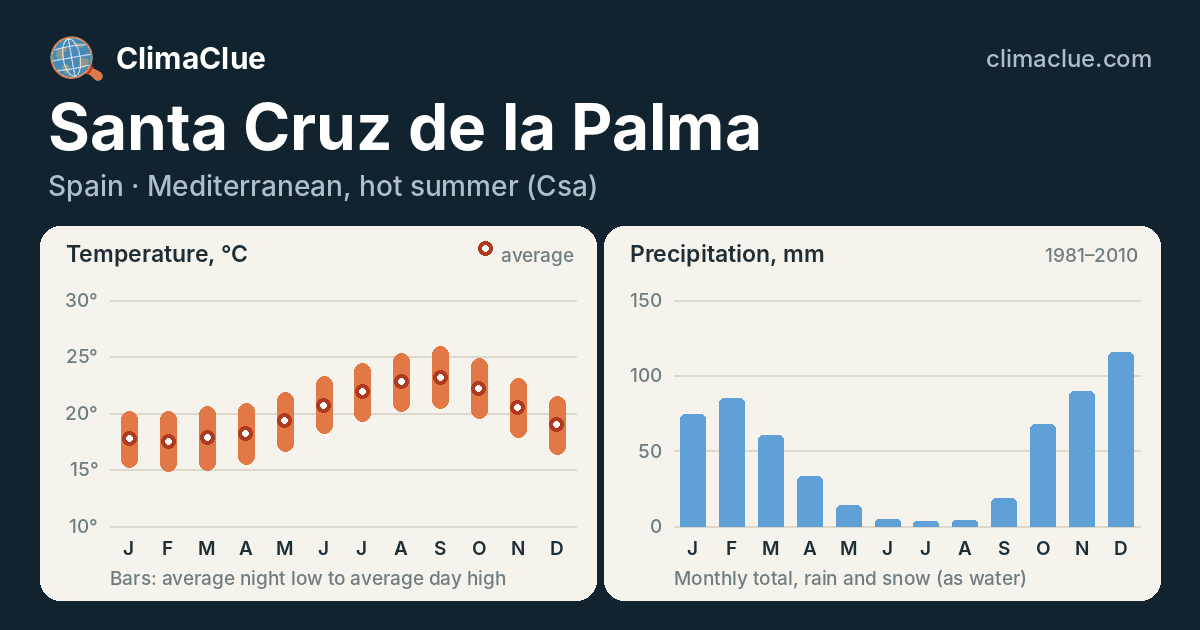 ClimaClue
climaclue.com
Santa Cruz de la Palma
Spain · Mediterranean, hot summer (Csa)
Temperature, °C
average
30°
25°
20°
15°
10°
J F M A M J J A S O N D
Bars: average night low to average day high
Precipitation, mm
1981–2010
150
100
50
0
J F M A M J J A S O N D
Monthly total, rain and snow (as water)